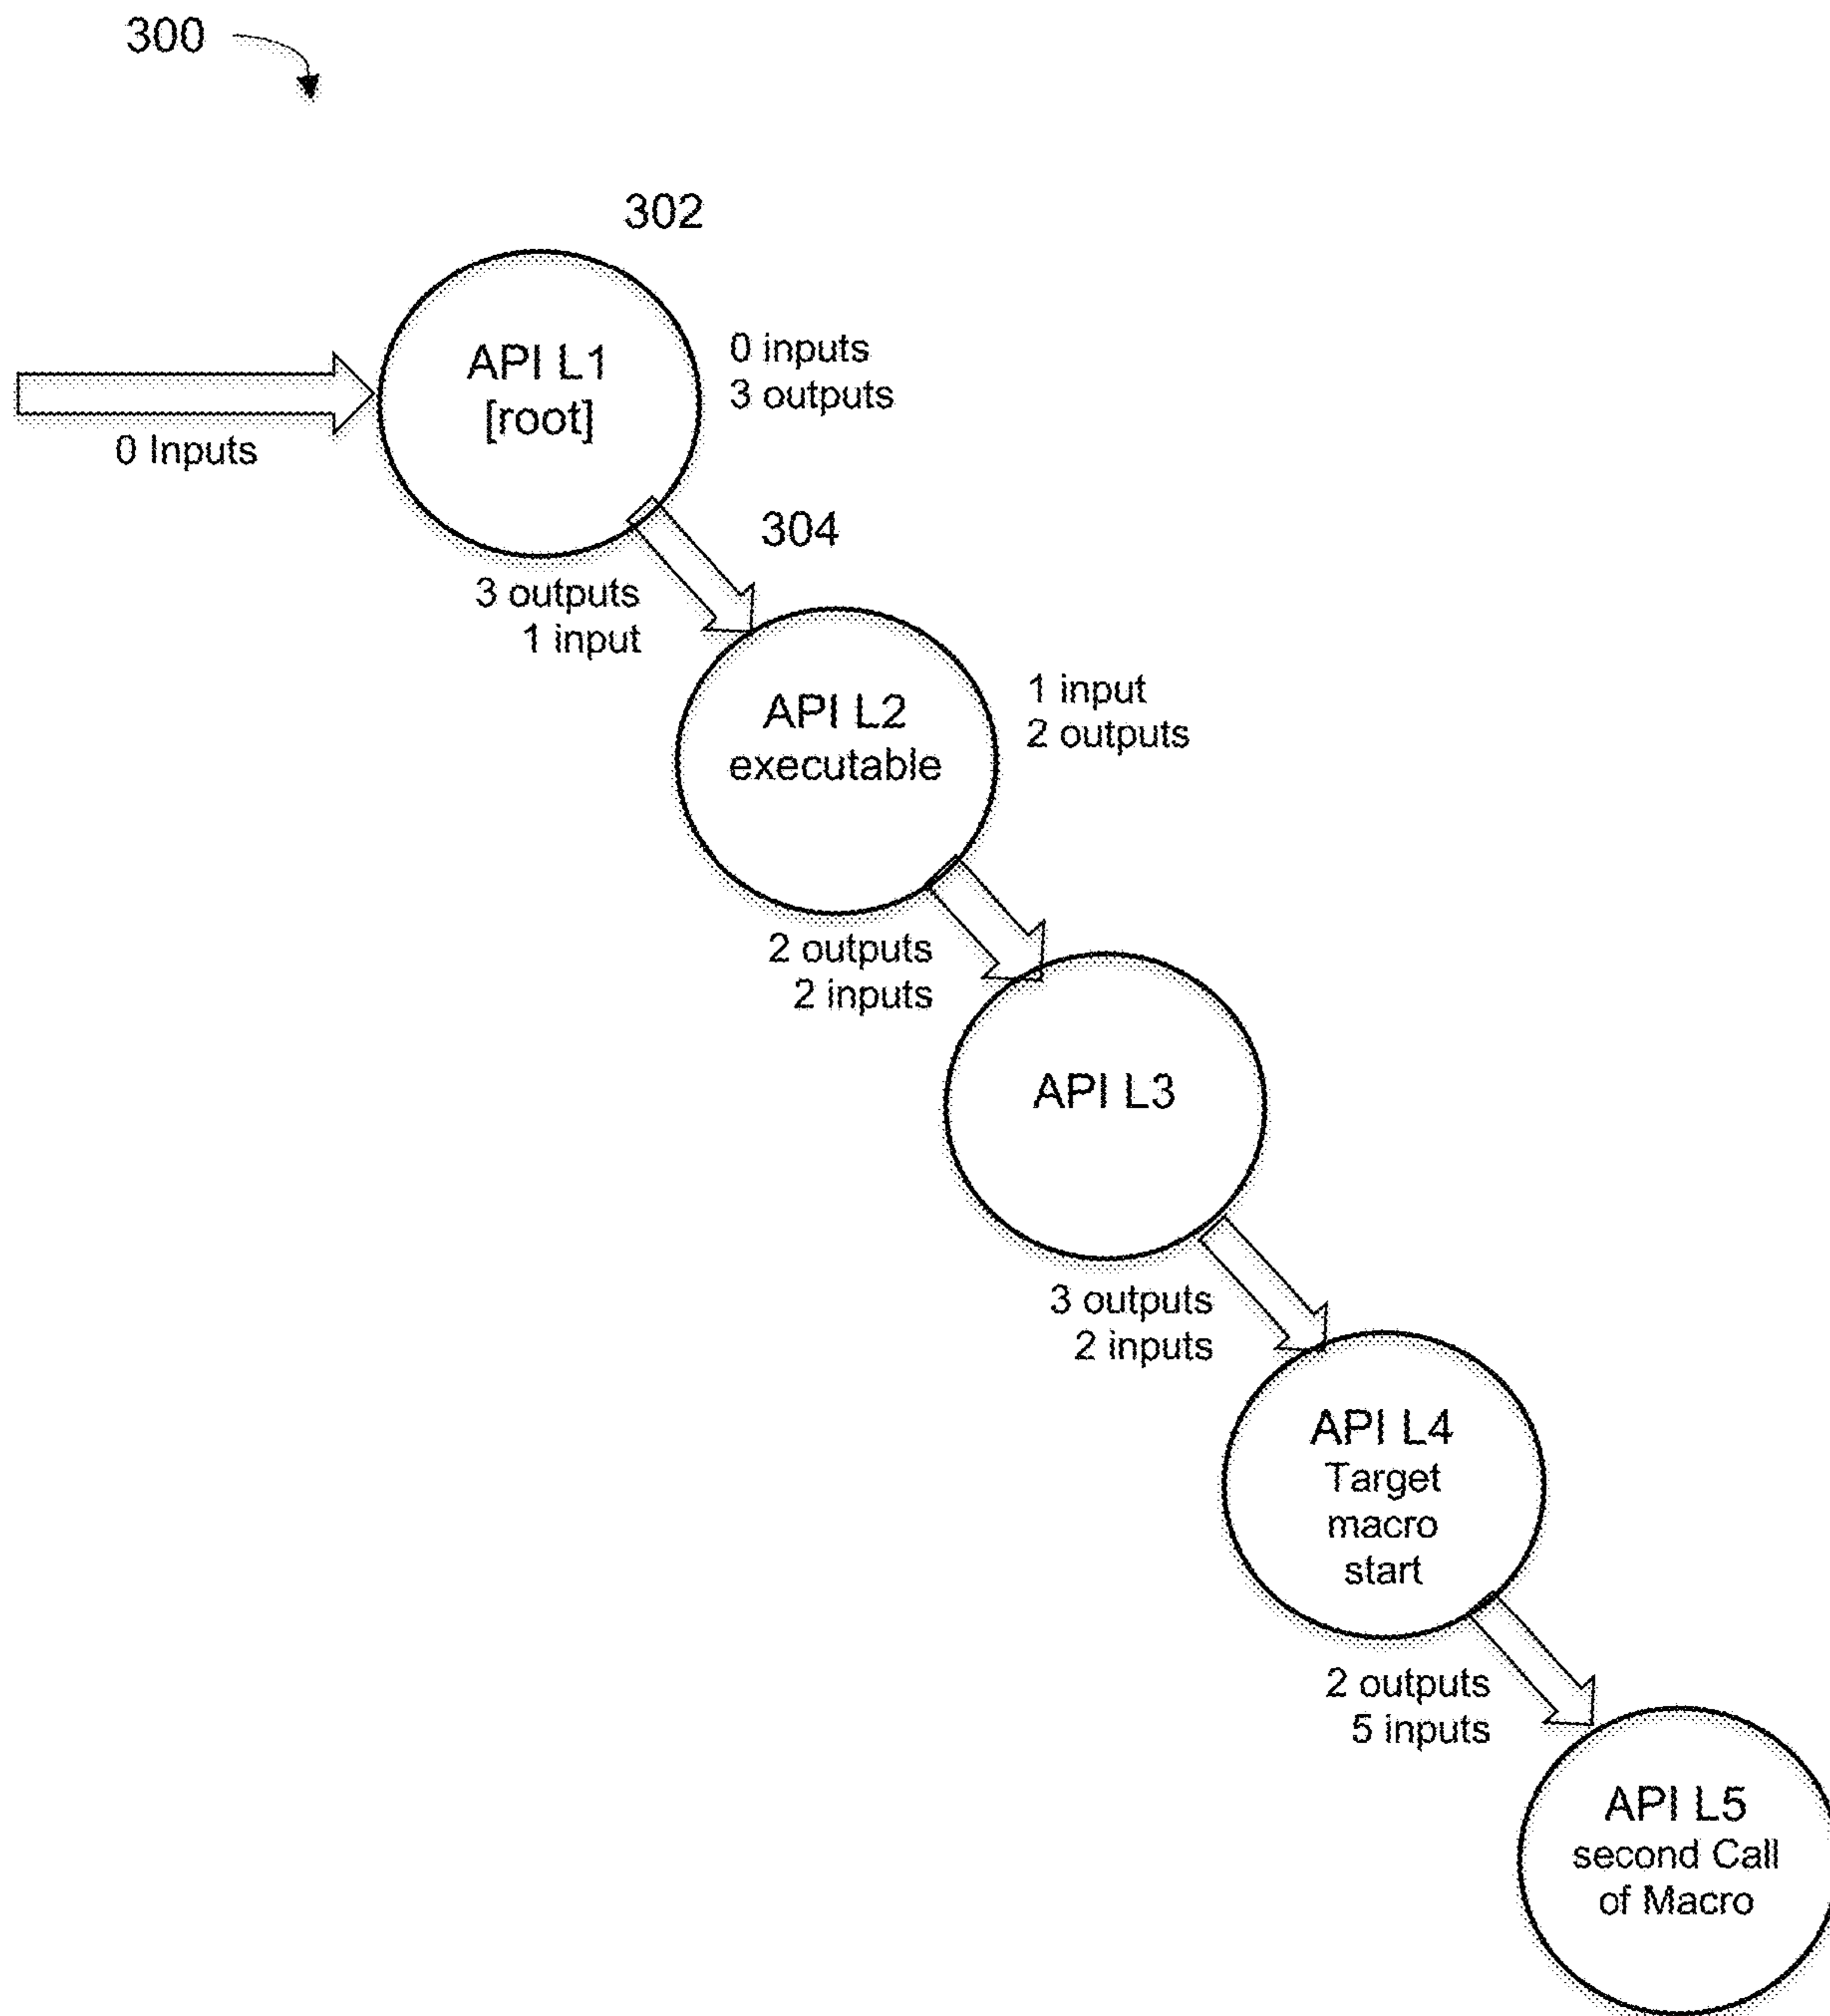 300
302
API L1
[root]
0 inputs
3 outputs
0 Inputs
304
3 outputs
1 input
API L2
executable
1 input
2 outputs
2 outputs
2 inputs
API L3
3 outputs
2 inputs
API L4
Target
macro
start
2 outputs
5 inputs
API L5
second Call
of Macro